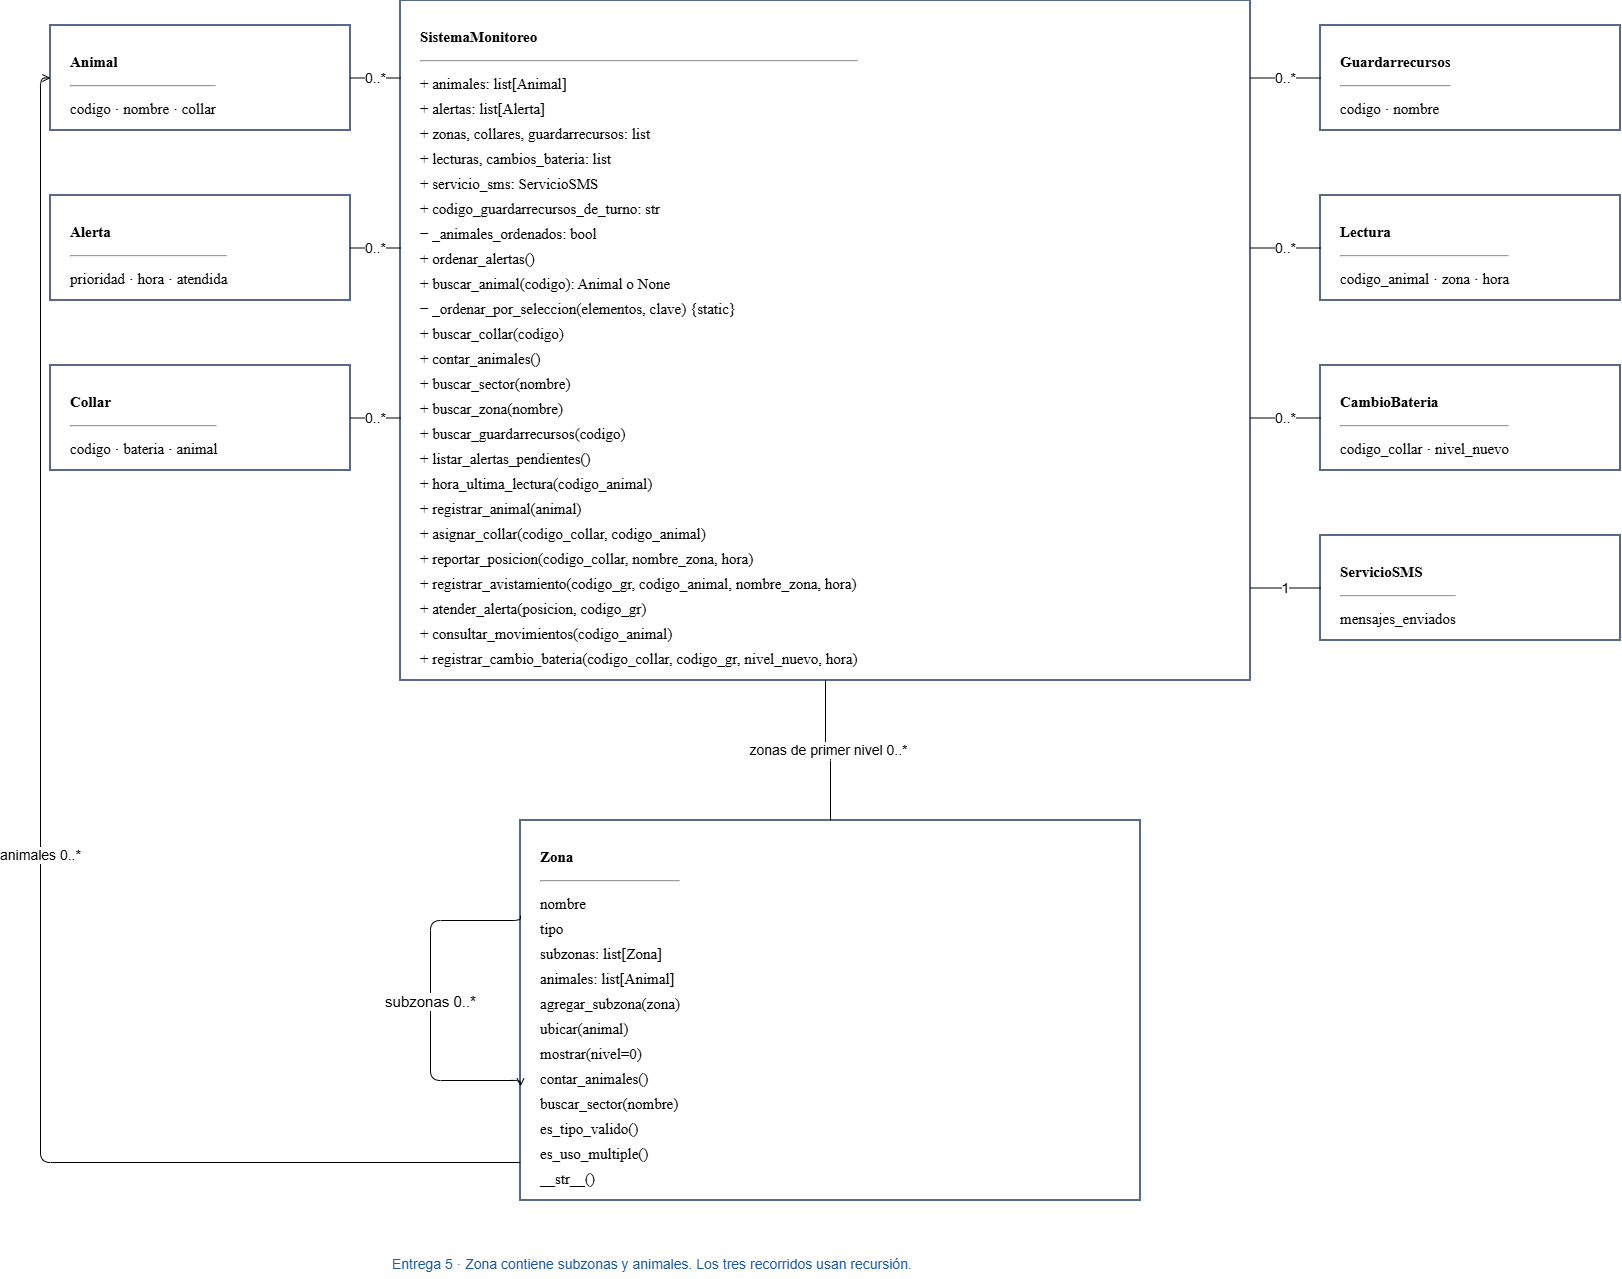 Animal
codigo · nombre · collar
0..*
Alerta
prioridad · hora · atendida
0..*
Collar
codigo · bateria · animal
0..*
SistemaMonitoreo
+ animales: list[Animal]
+ alertas: list[Alerta]
+ zonas, collares, guardarrecursos: list
+ lecturas, cambios_bateria: list
+ servicio_sms: ServicioSMS
+ codigo_guardarrecursos_de_turno: str
− _animales_ordenados: bool
+ ordenar_alertas()
+ buscar_animal(codigo): Animal o None
− _ordenar_por_seleccion(elementos, clave) {static}
+ buscar_collar(codigo)
+ contar_animales()
+ buscar_sector(nombre)
+ buscar_zona(nombre)
+ buscar_guardarrecursos(codigo)
+ listar_alertas_pendientes()
+ hora_ultima_lectura(codigo_animal)
+ registrar_animal(animal)
+ asignar_collar(codigo_collar, codigo_animal)
+ reportar_posicion(codigo_collar, nombre_zona, hora)
+ registrar_avistamiento(codigo_gr, codigo_animal, nombre_zona, hora)
+ atender_alerta(posicion, codigo_gr)
+ consultar_movimientos(codigo_animal)
+ registrar_cambio_bateria(codigo_collar, codigo_gr, nivel_nuevo, hora)
0..*
Guardarrecursos
codigo · nombre
0..*
Lectura
codigo_animal · zona · hora
0..*
CambioBateria
codigo_collar · nivel_nuevo
1
ServicioSMS
mensajes_enviados
zonas de primer nivel 0..*
animales 0..*
subzonas 0..*
Zona
nombre
tipo
subzonas: list[Zona]
animales: list[Animal]
agregar_subzona(zona)
ubicar(animal)
mostrar(nivel=0)
contar_animales()
buscar_sector(nombre)
es_tipo_valido()
es_uso_multiple()
__str__()
Entrega 5 · Zona contiene subzonas y animales. Los tres recorridos usan recursión.